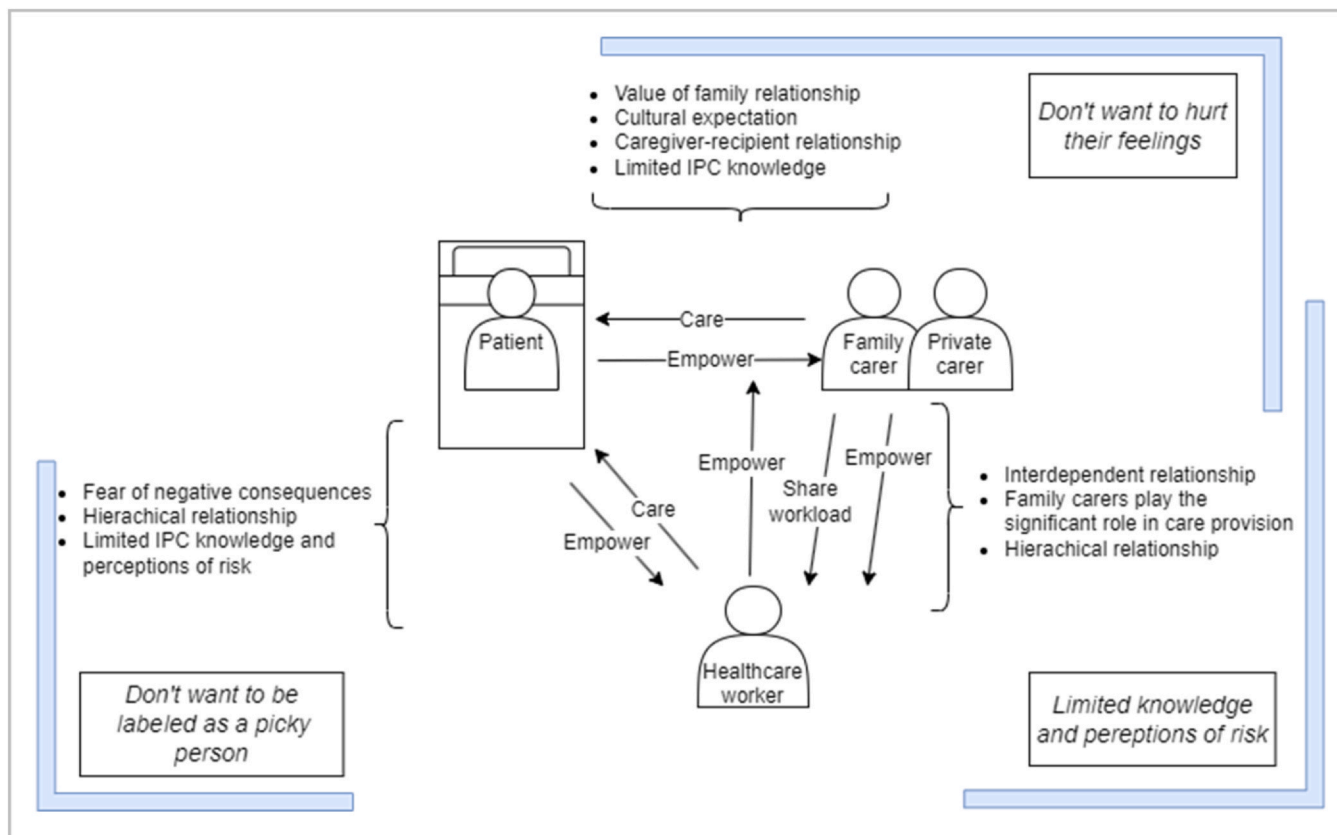 • Value of family relationship
• Cultural expectation
• Caregiver-recipient relationship
• Limited IPC knowledge
Don't want to hurt
their feelings
Patient
Care
Empower
Family
carer
Private
carer
• Fear of negative consequences
• Hierachical relationship
• Limited IPC knowledge and
perceptions of risk
Care
Empower
Empower
Share
workload
Empower
• Interdependent relationship
• Family carers play the
significant role in care provision
• Hierachical relationship
Healthcare
worker
Don't want to be
labeled as a picky
person
Limited knowledge
and pereptions of risk